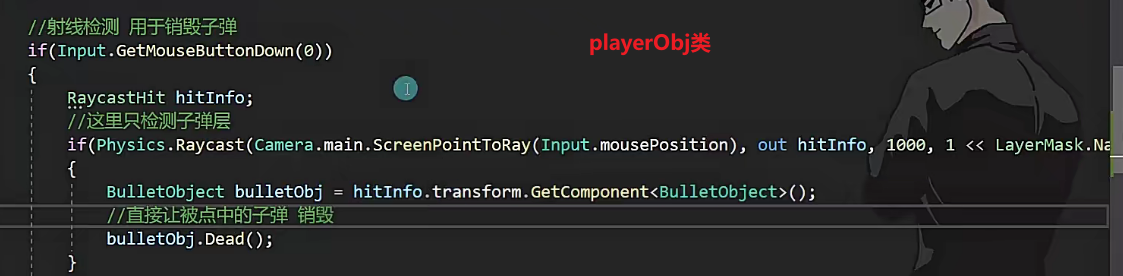 //射线检测 用于销毁子弹
if(Input.GetMouseButtonDown(0))
playerObj类
{
RaycastHit hitInfo;
//这里只检测子弹层
if(Physics.Raycast(Camera.main.ScreenPointToRay(Input.mousePosition), out hitInfo, 1000, 1 << LayerMask.Na
{
BulletObject bulletObj = hitInfo.transform.GetComponent<BulletObject>();
//直接让被点中的子弹 销毁
bulletObj.Dead();
}